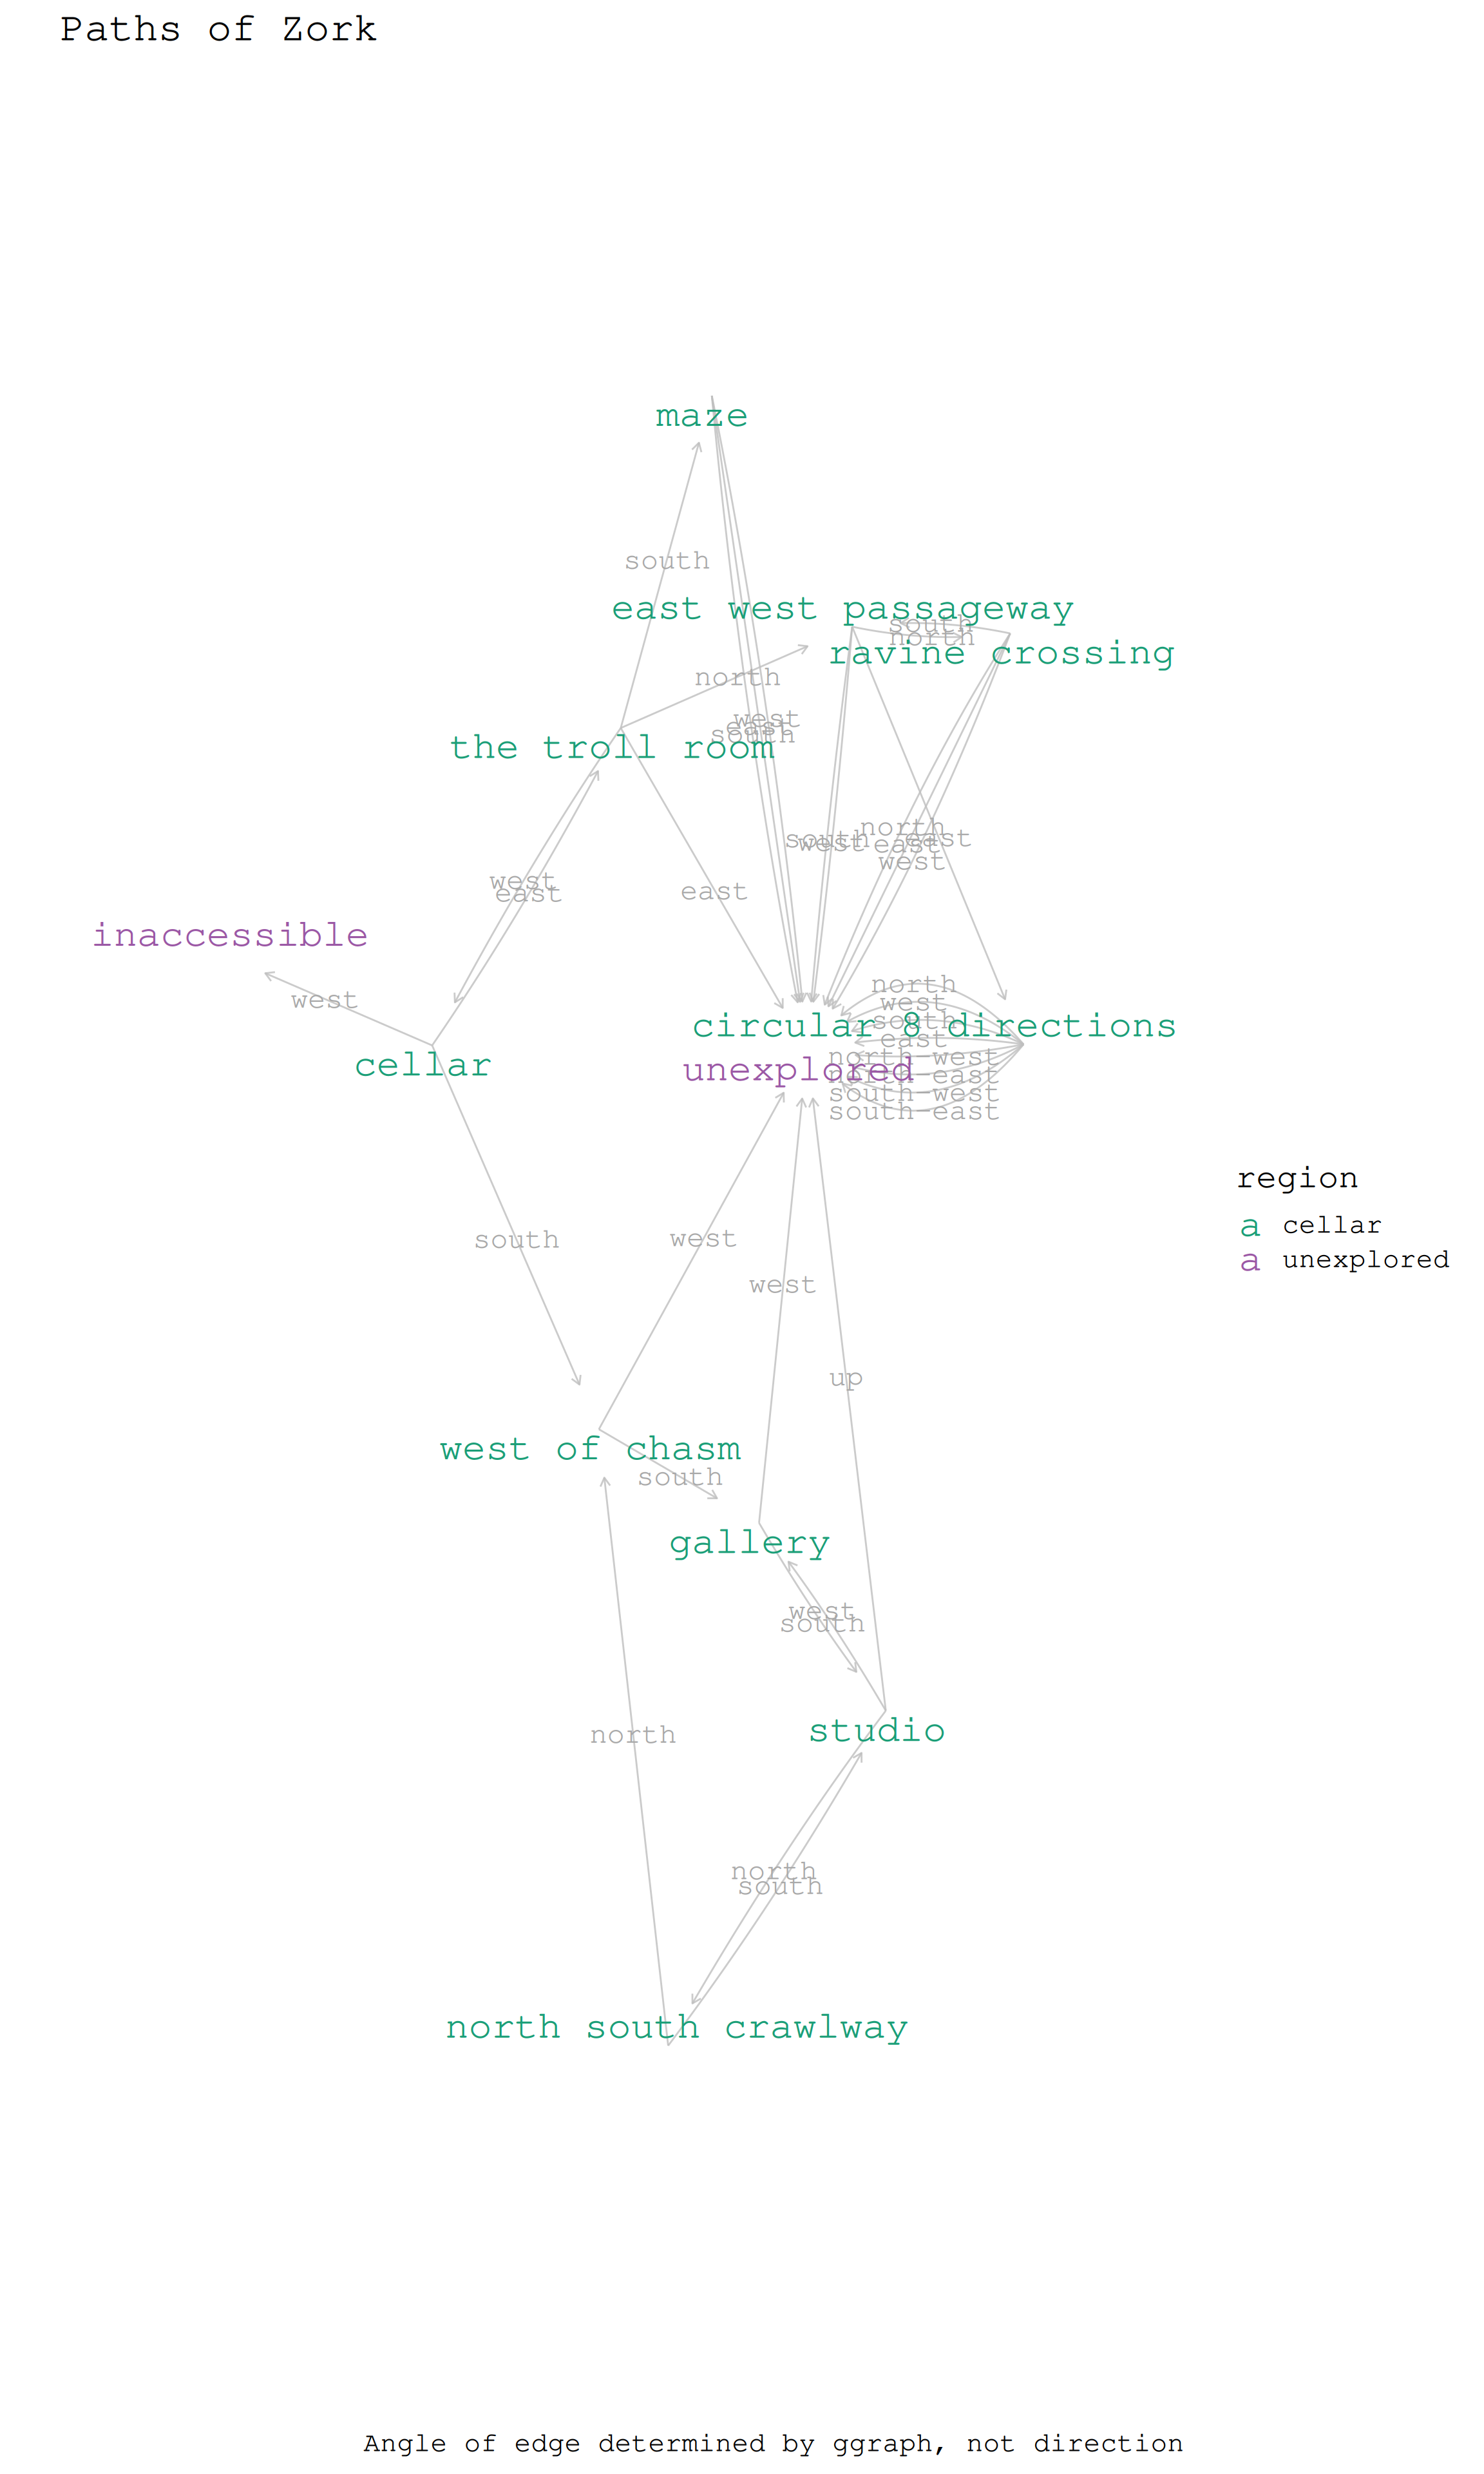 Paths of Zork
maze
south
east west passageway
south
north
ravine crossing
north
west
east
south
the troll room
north
south
east
west
east
west
west
east
east
inaccessible
north
west
west
south
circular 8 directions
east
cellar
north-west
unexplored
north-east
south-west
south-east
region
a cellar
a unexplored
south
west
west
up
west of chasm
south
gallery
west
south
studio
north
north
south
north south crawlway
Angle of edge determined by ggraph, not direction